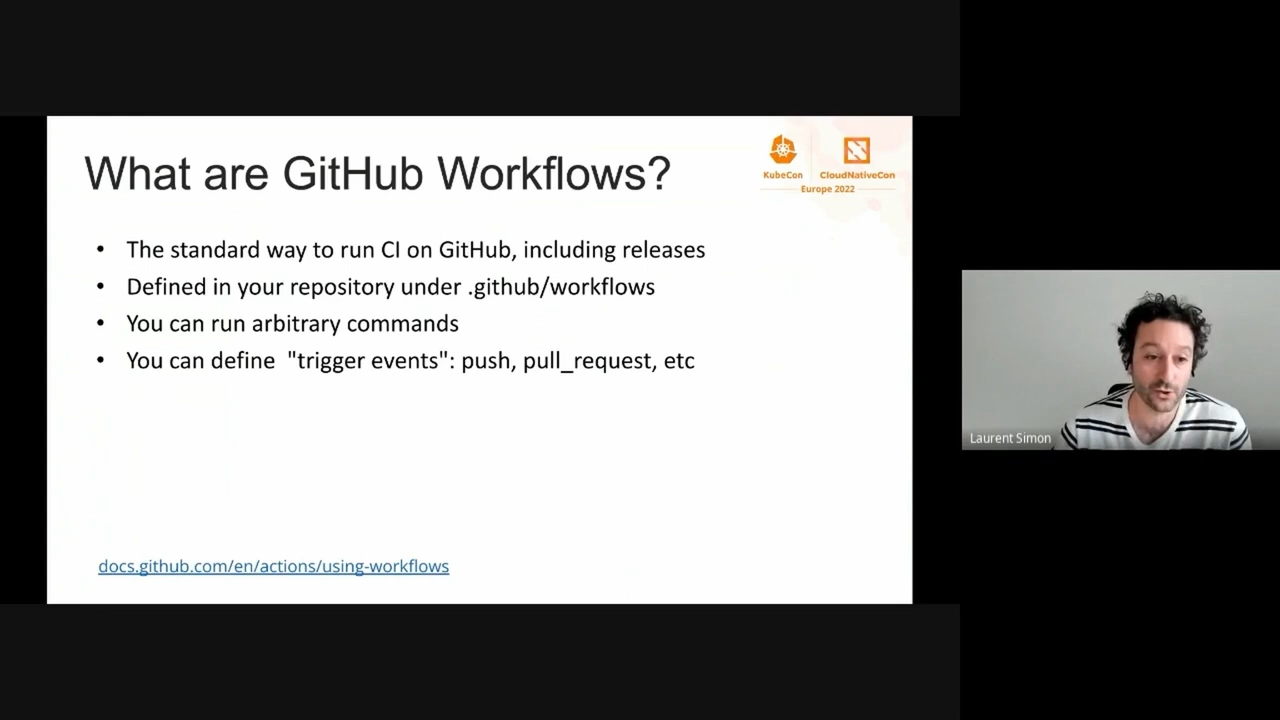 What are GitHub Workflows?
KubeCon
CloudNativeCon
Europe 2022
• The standard way to run CI on GitHub, including releases
• Defined in your repository under .github/workflows
• You can run arbitrary commands
• You can define "trigger events": push, pull_request, etc
docs.github.com/en/actions/using-workflows
Laurent Simon